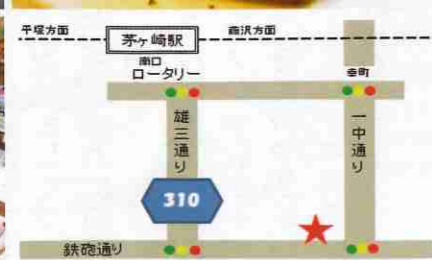 平塚方面
茅ヶ崎駅
藤沢方面
南口
ロータリー
幸町
雄三通り
一中通り
310
鉄砲通り